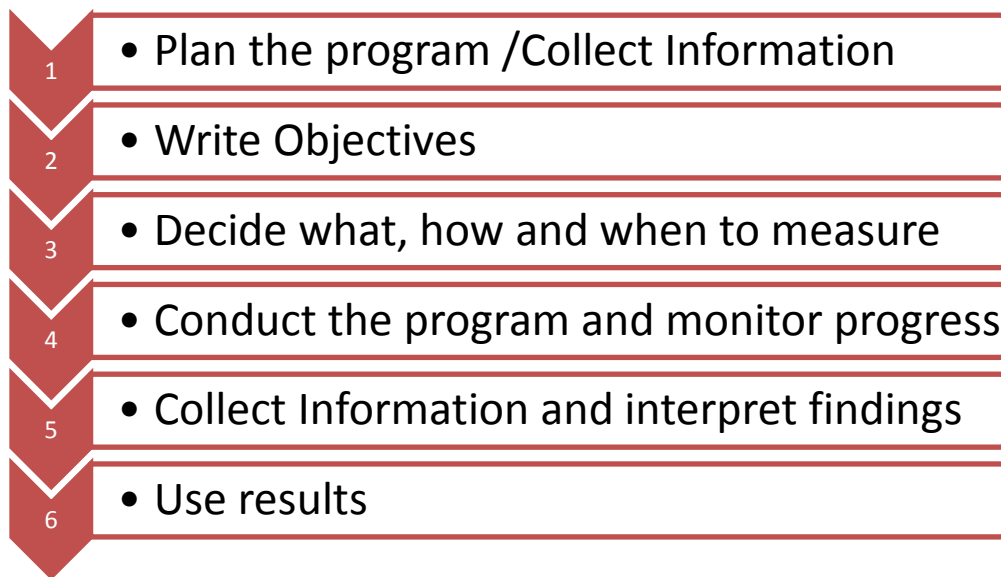 1 • Plan the program /Collect Information
2 • Write Objectives
3 • Decide what, how and when to measure
4 • Conduct the program and monitor progress
5 • Collect Information and interpret findings
6 • Use results